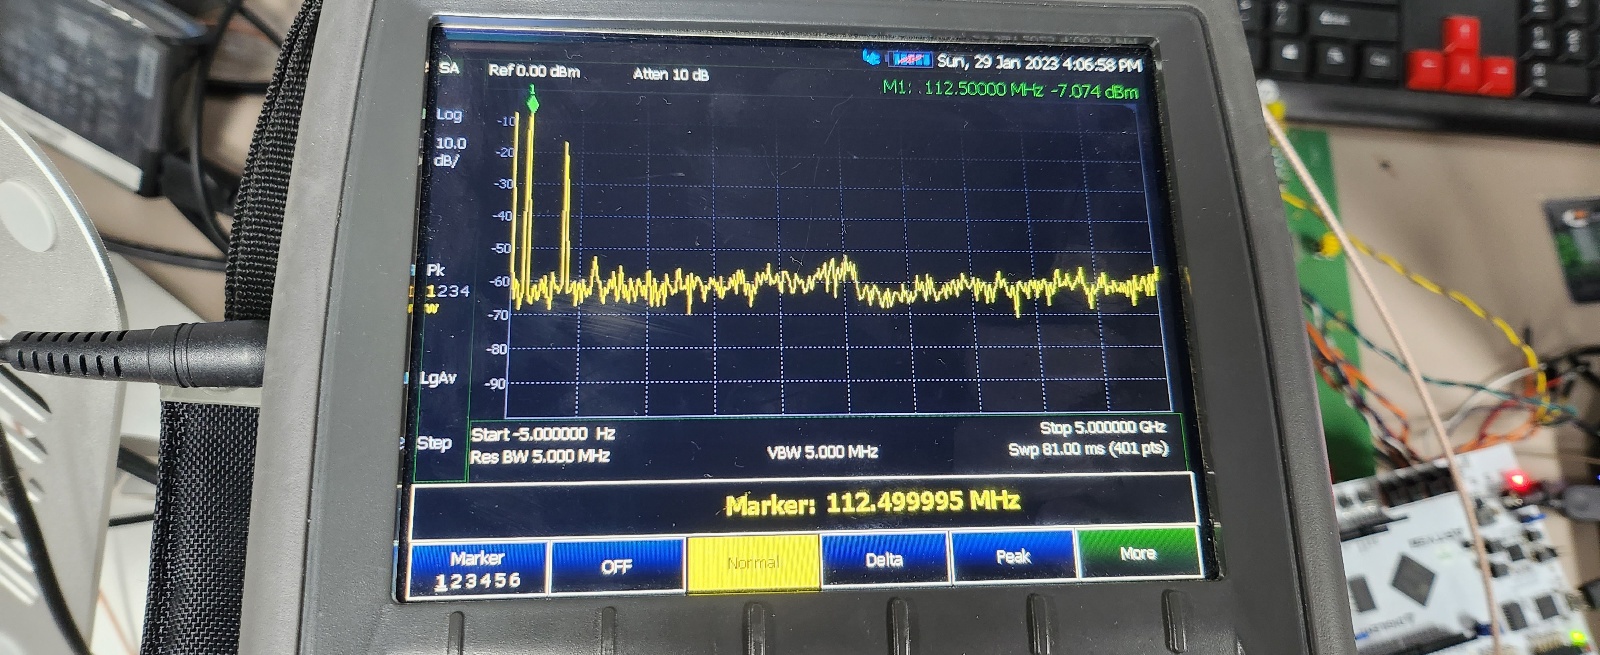 SA
Ref 0.00 dBm
Atten 10 dB
Sun, 29 Jan 2023 4:06:58 PM
M1: 112.50000 MHz -7.074 dBm
Log
10.0
dB/
1
-10
-20
-30
-40
-50
-60
-70
-80
-90
Pk
1234
LgAv
Step
Start -5.000000 Hz
Stop 5.000000 GHz
Res BW 5.000 MHz
VBW 5.000 MHz
Swp 81.00 ms (401 pts)
Marker: 112.499995 MHz
Marker
123456
OFF
Normal
Delta
Peak
More